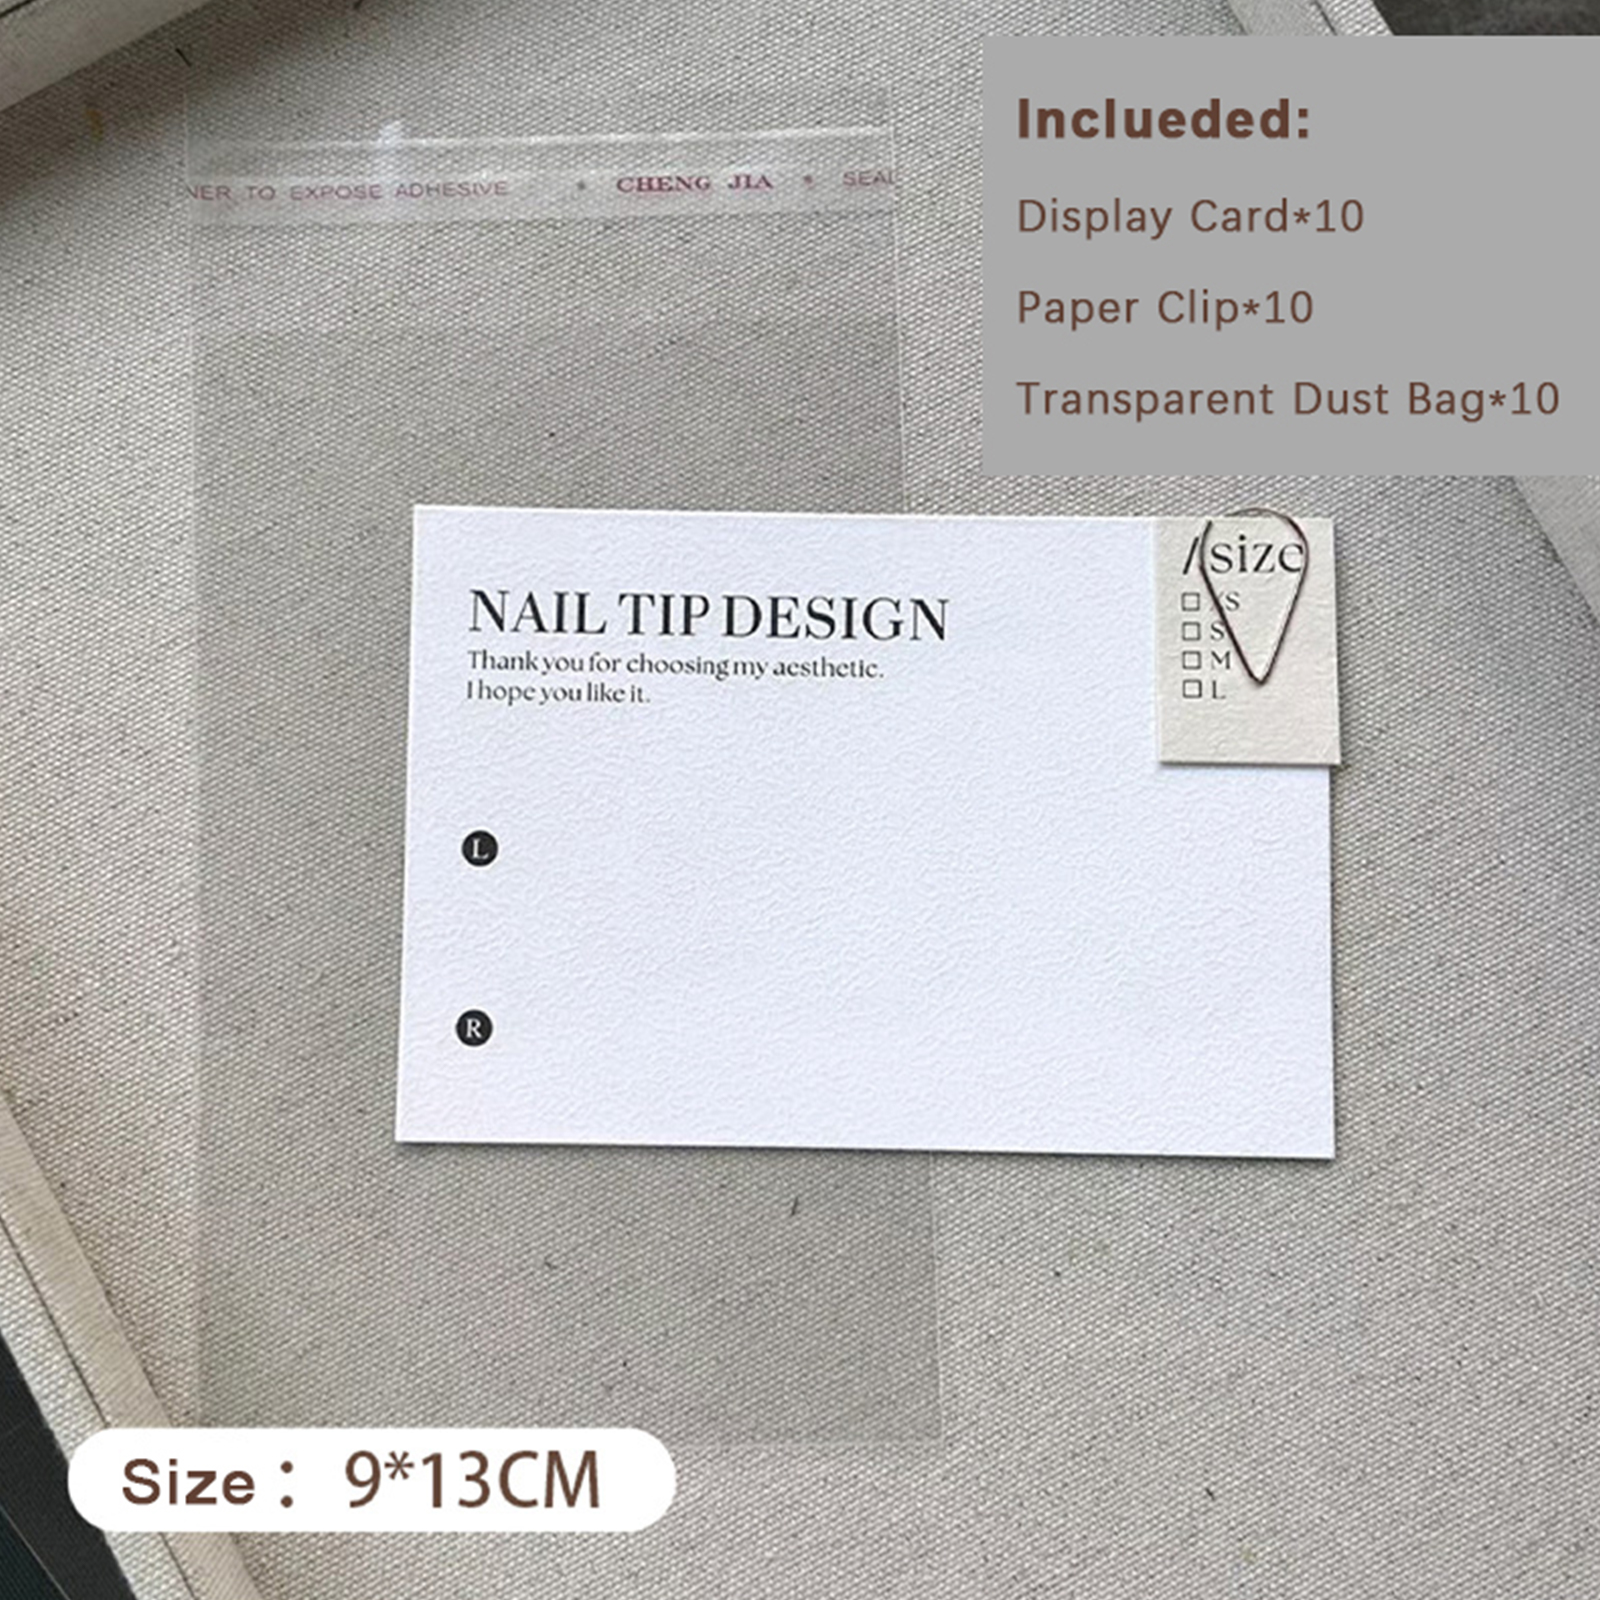 Inclueded:
Display Card*10
Paper Clip*10
Transparent Dust Bag*10
TO EXPOSE ADHESIVE * CHENG JIA * SEAL
NAIL TIP DESIGN
Thank you for choosing my aesthetic.
I hope you like it.
/size
XS
S
M
L
L
R
Size: 9*13CM